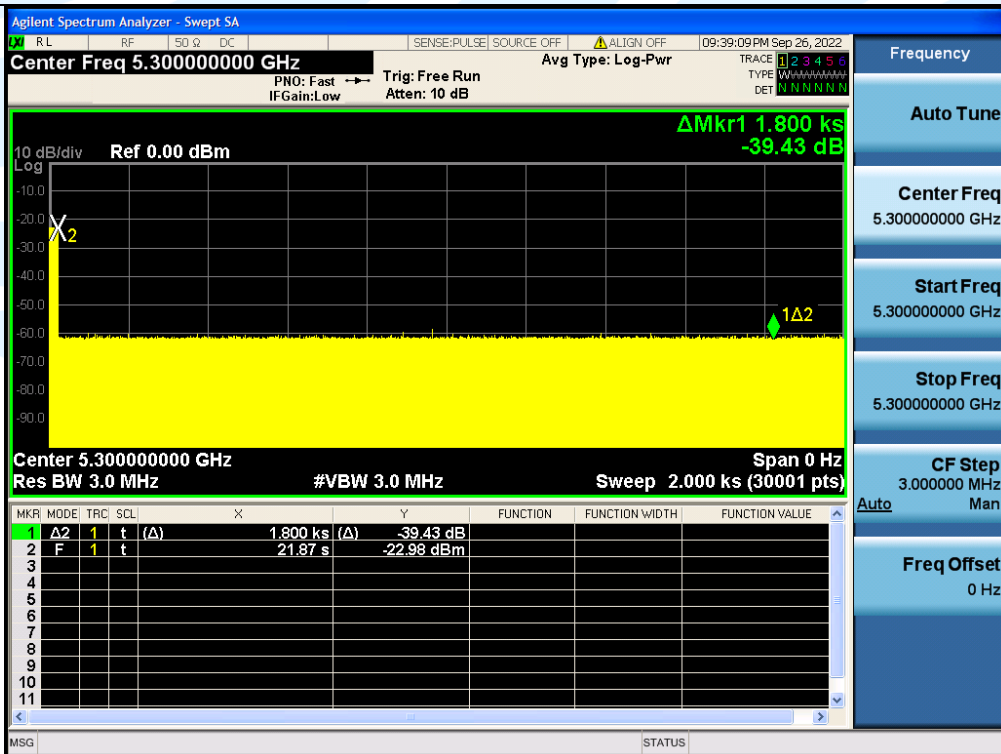 Agilent Spectrum Analyzer - Swept SA
LXI RL RF 50 Ω DC SENSE:PULSE SOURCE OFF ALIGN OFF 09:39:09 PM Sep 26, 2022
Center Freq 5.300000000 GHz
PNO: Fast
IFGain:Low
Trig: Free Run
Atten: 10 dB
Avg Type: Log-Pwr
TRACE 1 2 3 4 5 6
TYPE
DET N N N N N N
ΔMkr1 1.800 ks
-39.43 dB
10 dB/div Ref 0.00 dBm
Log
-10.0
-20.0
-30.0
-40.0
-50.0
-60.0
-70.0
-80.0
-90.0
X2
1Δ2
Center 5.300000000 GHz Span 0 Hz
Res BW 3.0 MHz #VBW 3.0 MHz Sweep 2.000 ks (30001 pts)
MKR MODE TRC SCL X Y FUNCTION FUNCTION WIDTH FUNCTION VALUE
1 Δ2 1 t (Δ) 1.800 ks (Δ) -39.43 dB
2 F 1 t 21.87 s -22.98 dBm
3
4
5
6
7
8
9
10
11
MSG STATUS
Frequency
Auto Tune
Center Freq
5.300000000 GHz
Start Freq
5.300000000 GHz
Stop Freq
5.300000000 GHz
CF Step
3.000000 MHz
Auto Man
Freq Offset
0 Hz